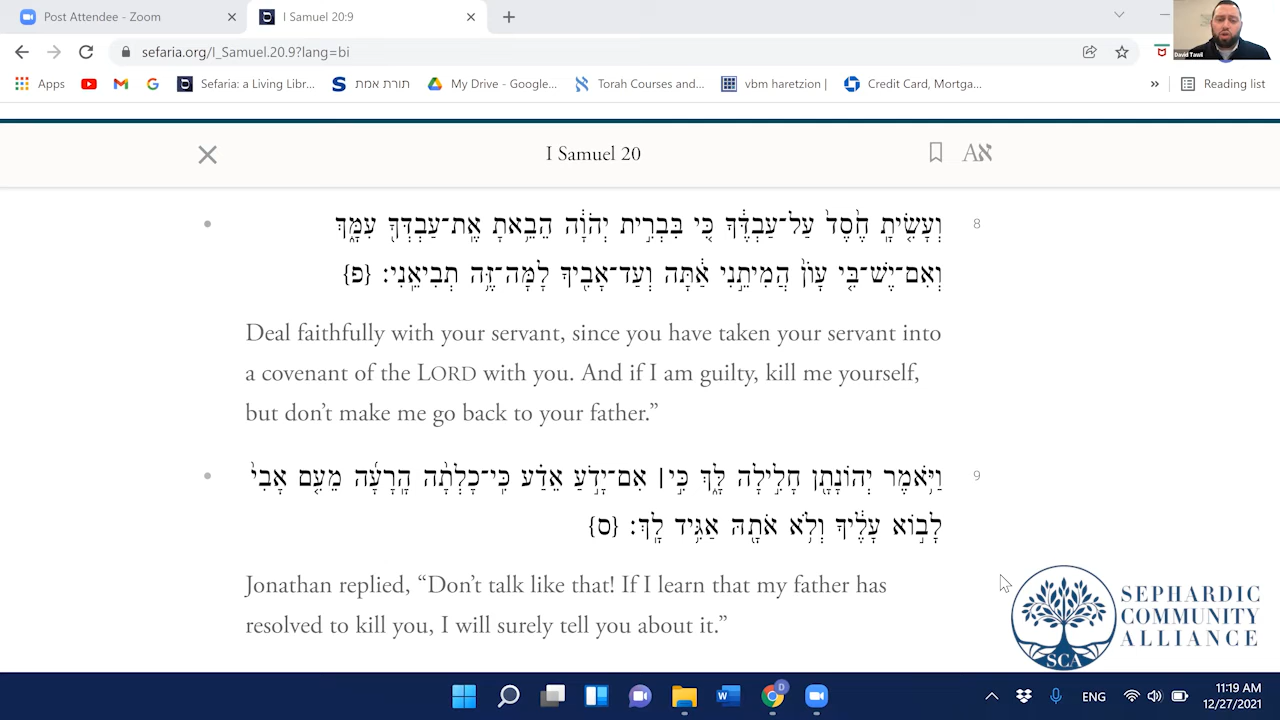 Post Attendee - Zoom
I Samuel 20:9
sefaria.org/I_Samuel.20.9?lang=bi
David Tawil
Apps
Sefaria: a Living Libr...
תורת אמת
My Drive - Google...
Torah Courses and...
vbm haretzion |
Credit Card, Mortga...
»
Reading list
I Samuel 20
Aא
8
וְעָשִׂ֤יתָ חֶ֙סֶד֙ עַל־עַבְדֶּ֔ךָ כִּ֚י בִּבְרִ֣ית יְהֹוָ֔ה הֵבֵ֥אתָ אֶֽת־עַבְדְּךָ֖ עִמָּ֑ךְ
וְאִם־יֶשׁ־בִּ֤י עָוֺן֙ הֲמִיתֵ֣נִי אַ֔תָּה וְעַד־אָבִ֖יךָ לָמָּה־זֶּ֥ה תְבִיאֵֽנִי׃ {פ}
Deal faithfully with your servant, since you have taken your servant into
a covenant of the LORD with you. And if I am guilty, kill me yourself,
but don’t make me go back to your father.”
9
וַיֹּ֥אמֶר יְהוֹנָתָ֖ן חָלִ֣ילָה לָּ֑ךְ כִּ֣י ׀ אִם־יָדֹ֣עַ אֵדַ֗ע כִּֽי־כָלְתָ֨ה הָרָעָ֜ה מֵעִ֤ם אָבִי֙
לָב֣וֹא עָלֶ֔יךָ וְלֹ֥א אֹתָ֖הּ אַגִּ֥יד לָֽךְ׃ {ס}
Jonathan replied, “Don’t talk like that! If I learn that my father has
resolved to kill you, I will surely tell you about it.”
SEPHARDIC
COMMUNITY
ALLIANCE
SCA
ENG
11:19 AM
12/27/2021